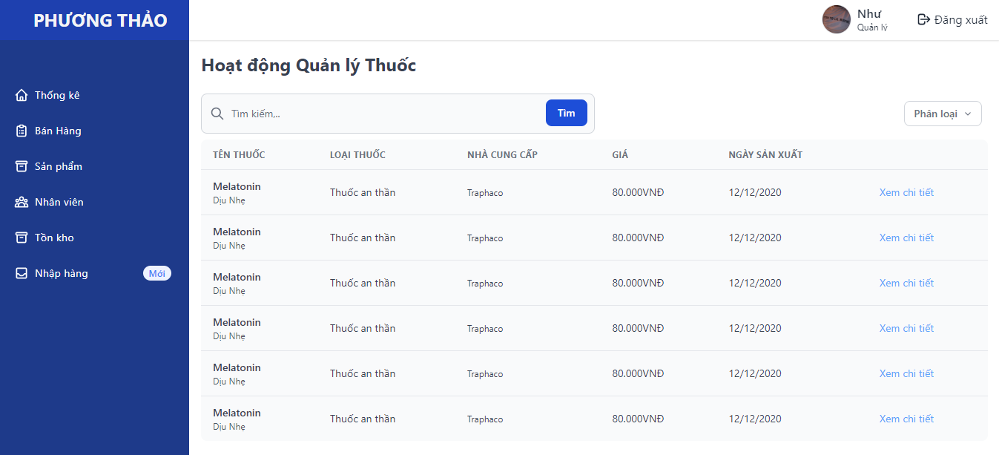 PHƯƠNG THẢO
Như
Quản lý
Đăng xuất
Thống kê
Bán Hàng
Sản phẩm
Nhân viên
Tồn kho
Nhập hàng
Mới
Hoạt động Quản lý Thuốc
Tìm kiếm,..
Tìm
Phân loại
TÊN THUỐC LOẠI THUỐC NHÀ CUNG CẤP GIÁ NGÀY SẢN XUẤT
Melatonin
Dịu Nhẹ
Thuốc an thần Traphaco 80.000VNĐ 12/12/2020 Xem chi tiết
Melatonin
Dịu Nhẹ
Thuốc an thần Traphaco 80.000VNĐ 12/12/2020 Xem chi tiết
Melatonin
Dịu Nhẹ
Thuốc an thần Traphaco 80.000VNĐ 12/12/2020 Xem chi tiết
Melatonin
Dịu Nhẹ
Thuốc an thần Traphaco 80.000VNĐ 12/12/2020 Xem chi tiết
Melatonin
Dịu Nhẹ
Thuốc an thần Traphaco 80.000VNĐ 12/12/2020 Xem chi tiết
Melatonin
Dịu Nhẹ
Thuốc an thần Traphaco 80.000VNĐ 12/12/2020 Xem chi tiết